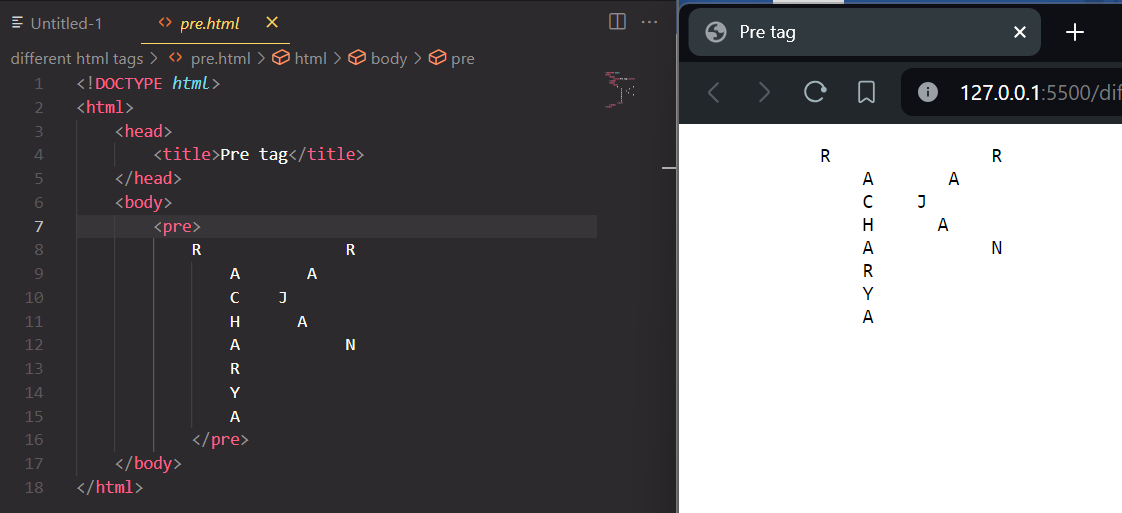 Untitled-1 pre.html
different html tags > pre.html > html > body > pre
1 <!DOCTYPE html>
2 <html>
3     <head>
4         <title>Pre tag</title>
5     </head>
6     <body>
7         <pre>
8             R               R
9                 A       A
10                 C    J
11                 H      A
12                 A           N
13                 R
14                 Y
15                 A
16             </pre>
17     </body>
18 </html>
Pre tag
127.0.0.1:5500/dif
R               R
    A       A
    C    J
    H      A
    A           N
    R
    Y
    A